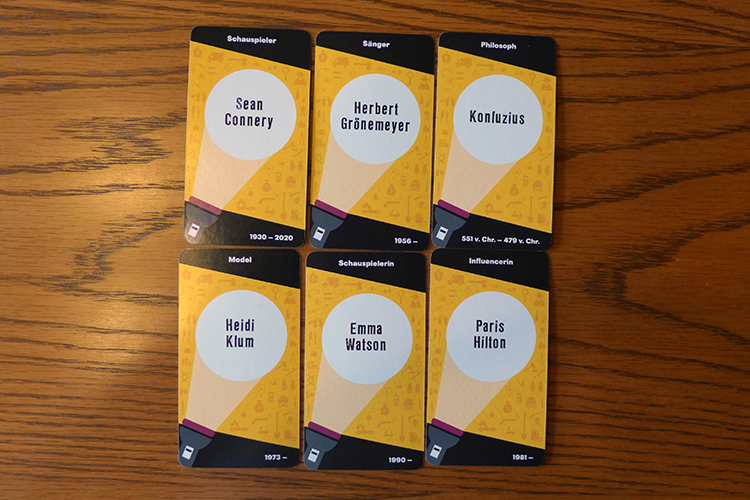 Schauspieler
Sean
Connery
1930 – 2020
Sänger
Herbert
Grönemeyer
1956 –
Philosoph
Konfuzius
551 v. Chr. – 479 v. Chr.
Model
Heidi
Klum
1973 –
Schauspielerin
Emma
Watson
1990 –
Influencerin
Paris
Hilton
1981 –